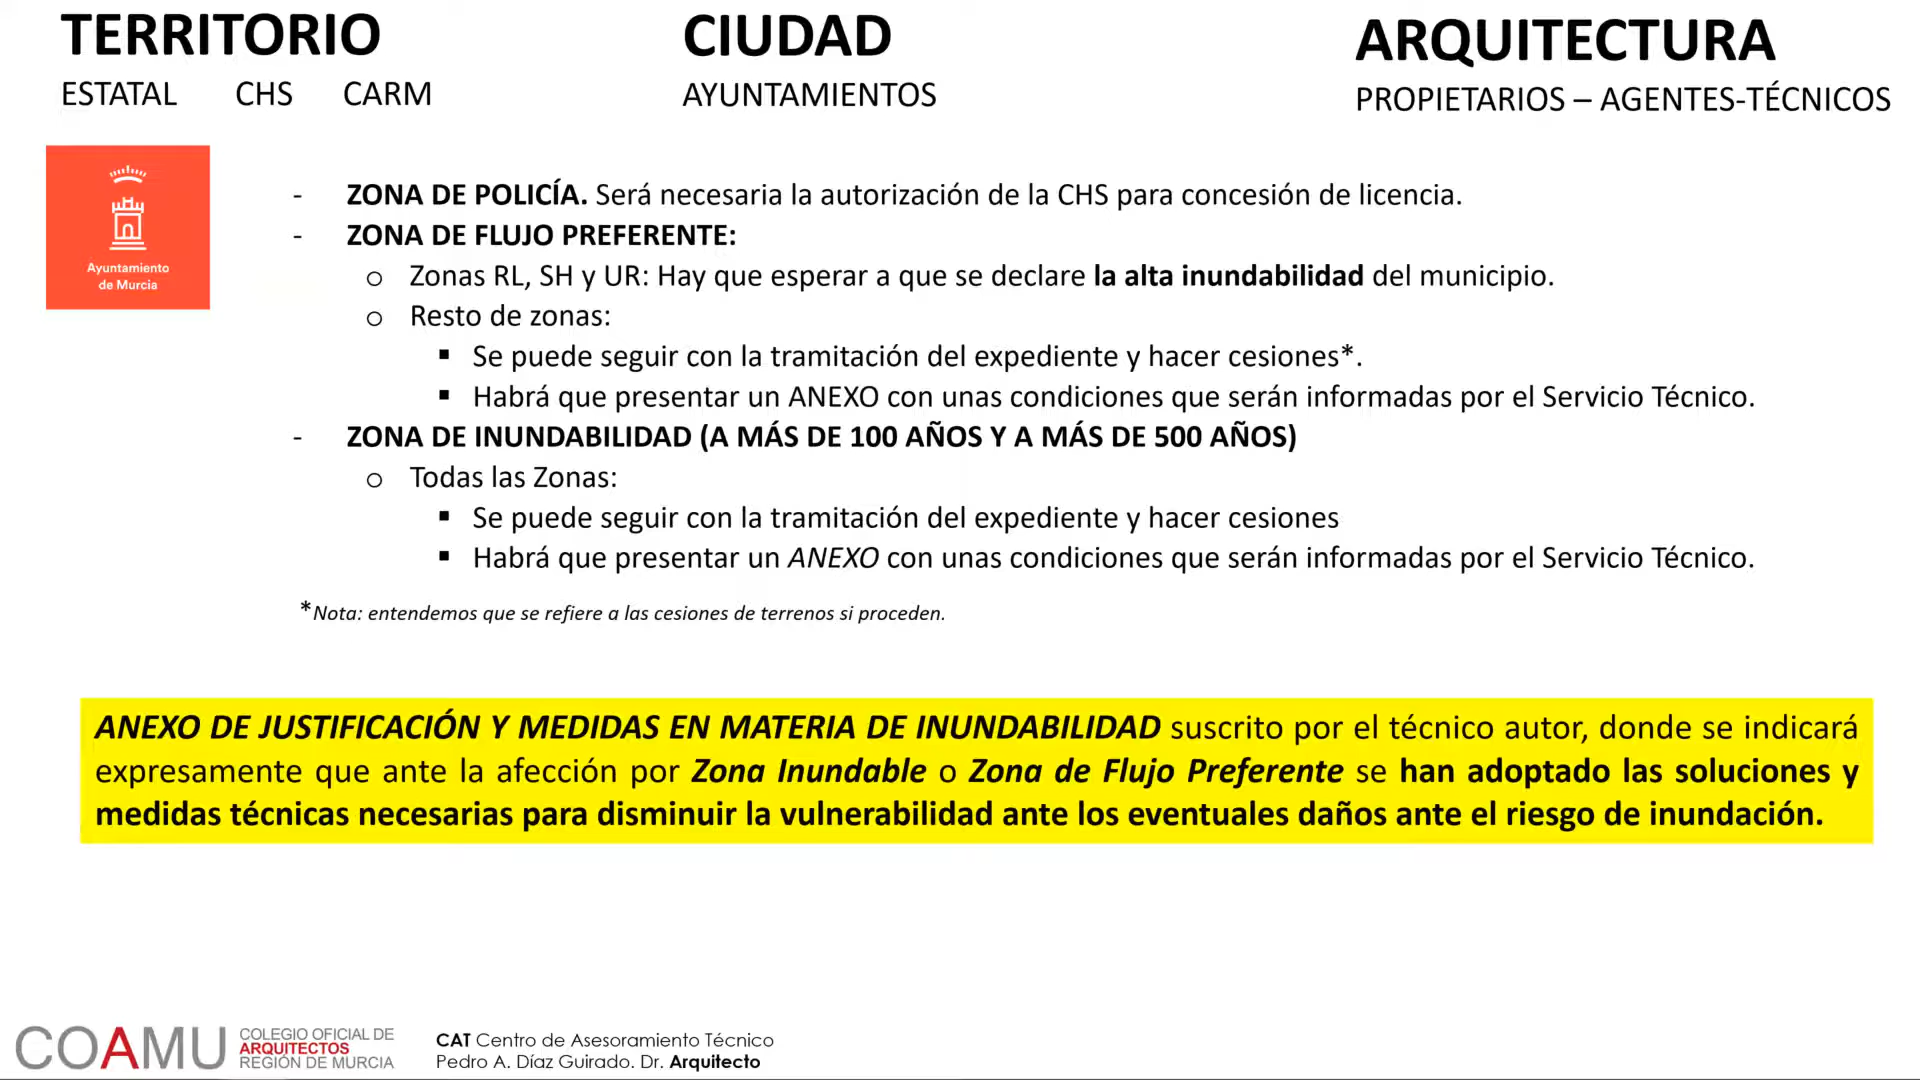 TERRITORIO
ESTATAL CHS CARM
CIUDAD
AYUNTAMIENTOS
ARQUITECTURA
PROPIETARIOS – AGENTES-TÉCNICOS
Ayuntamiento
de Murcia
- ZONA DE POLICÍA. Será necesaria la autorización de la CHS para concesión de licencia.
- ZONA DE FLUJO PREFERENTE:
o Zonas RL, SH y UR: Hay que esperar a que se declare la alta inundabilidad del municipio.
o Resto de zonas:
▪ Se puede seguir con la tramitación del expediente y hacer cesiones*.
▪ Habrá que presentar un ANEXO con unas condiciones que serán informadas por el Servicio Técnico.
- ZONA DE INUNDABILIDAD (A MÁS DE 100 AÑOS Y A MÁS DE 500 AÑOS)
o Todas las Zonas:
▪ Se puede seguir con la tramitación del expediente y hacer cesiones
▪ Habrá que presentar un ANEXO con unas condiciones que serán informadas por el Servicio Técnico.
*Nota: entendemos que se refiere a las cesiones de terrenos si proceden.
ANEXO DE JUSTIFICACIÓN Y MEDIDAS EN MATERIA DE INUNDABILIDAD suscrito por el técnico autor, donde se indicará
expresamente que ante la afección por Zona Inundable o Zona de Flujo Preferente se han adoptado las soluciones y
medidas técnicas necesarias para disminuir la vulnerabilidad ante los eventuales daños ante el riesgo de inundación.
COAMU
COLEGIO OFICIAL DE
ARQUITECTOS
REGIÓN DE MURCIA
CAT Centro de Asesoramiento Técnico
Pedro A. Díaz Guirado. Dr. Arquitecto